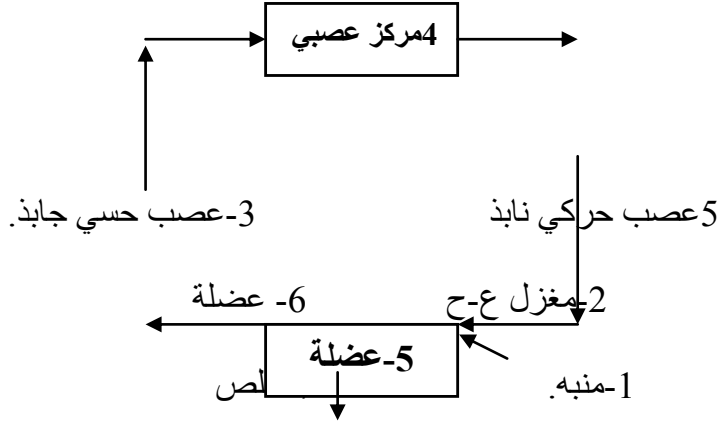 4مركز عصبي
5عصب حركي نابذ
3-عصب حسي جابذ.
2-مغزل ع-ح
6- عضلة
5-عضلة
1-منبه.